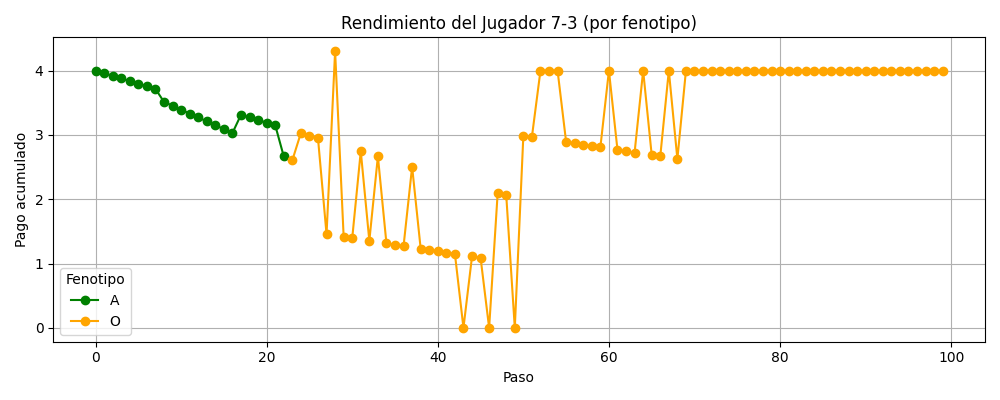 Rendimiento del Jugador 7-3 (por fenotipo)
Pago acumulado
4
3
2
1
0
Fenotipo
A
O
0 20 40 60 80 100
Paso